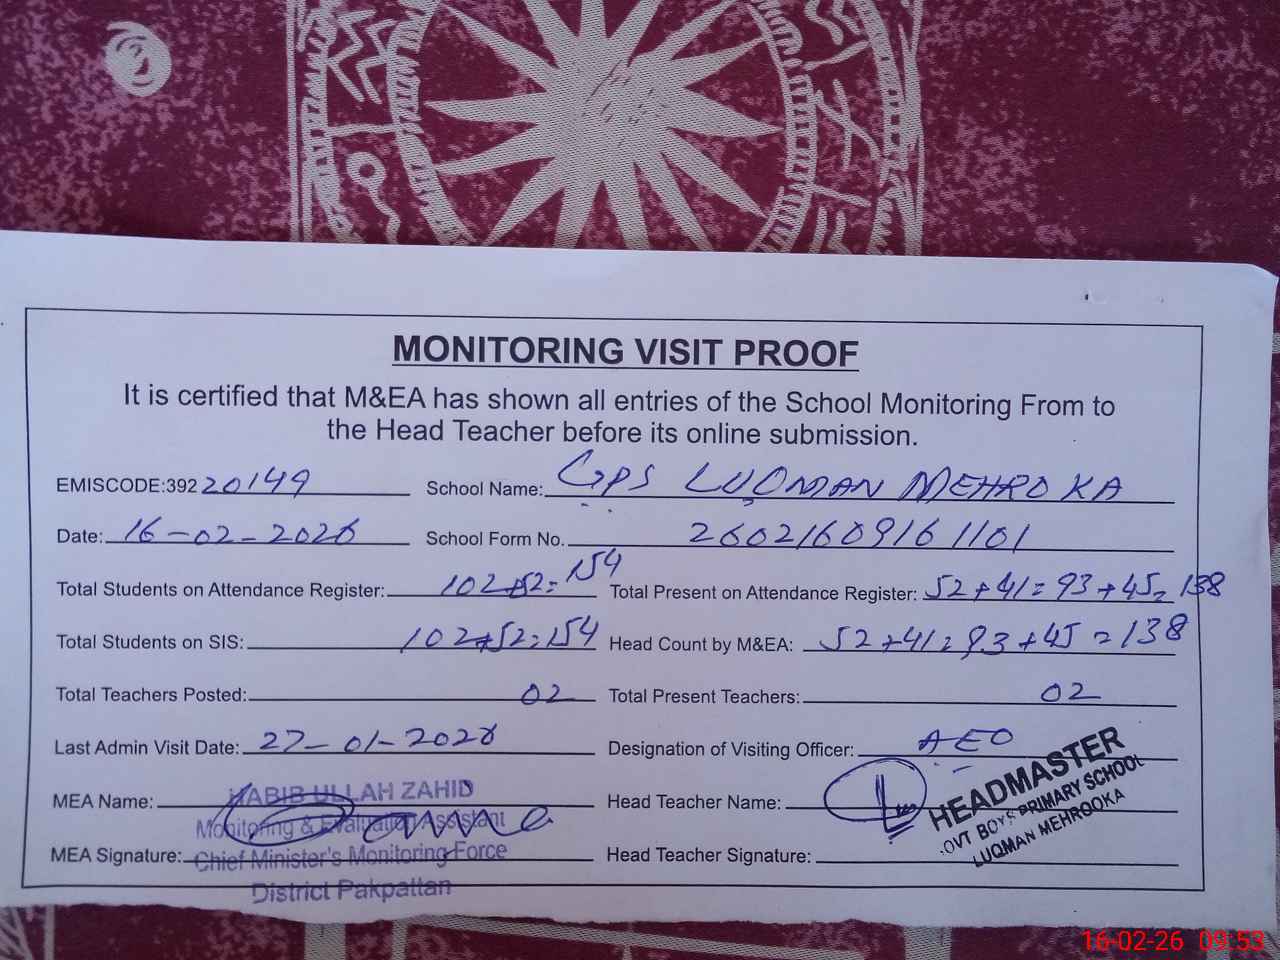 MONITORING VISIT PROOF
It is certified that M&EA has shown all entries of the School Monitoring From to
the Head Teacher before its online submission.
EMISCODE:392 20149 School Name: GPS LUQMAN MEHROKA
Date: 16-02-2026 School Form No. 26021609161101
Total Students on Attendance Register: 102+52=154 Total Present on Attendance Register: 52+41=93+45=138
Total Students on SIS: 102+52=154 Head Count by M&EA: 52+41=93+45=138
Total Teachers Posted: 02 Total Present Teachers: 02
Last Admin Visit Date: 27-01-2026 Designation of Visiting Officer: AEO
MEA Name: HABIB ULLAH ZAHID Head Teacher Name:
Monitoring & Evaluation Assistant
MEA Signature: Chief Minister's Monitoring Force Head Teacher Signature:
District Pakpattan
HEADMASTER
GOVT BOYS PRIMARY SCHOOL
LUQMAN MEHROOKA
16-02-26 09:53